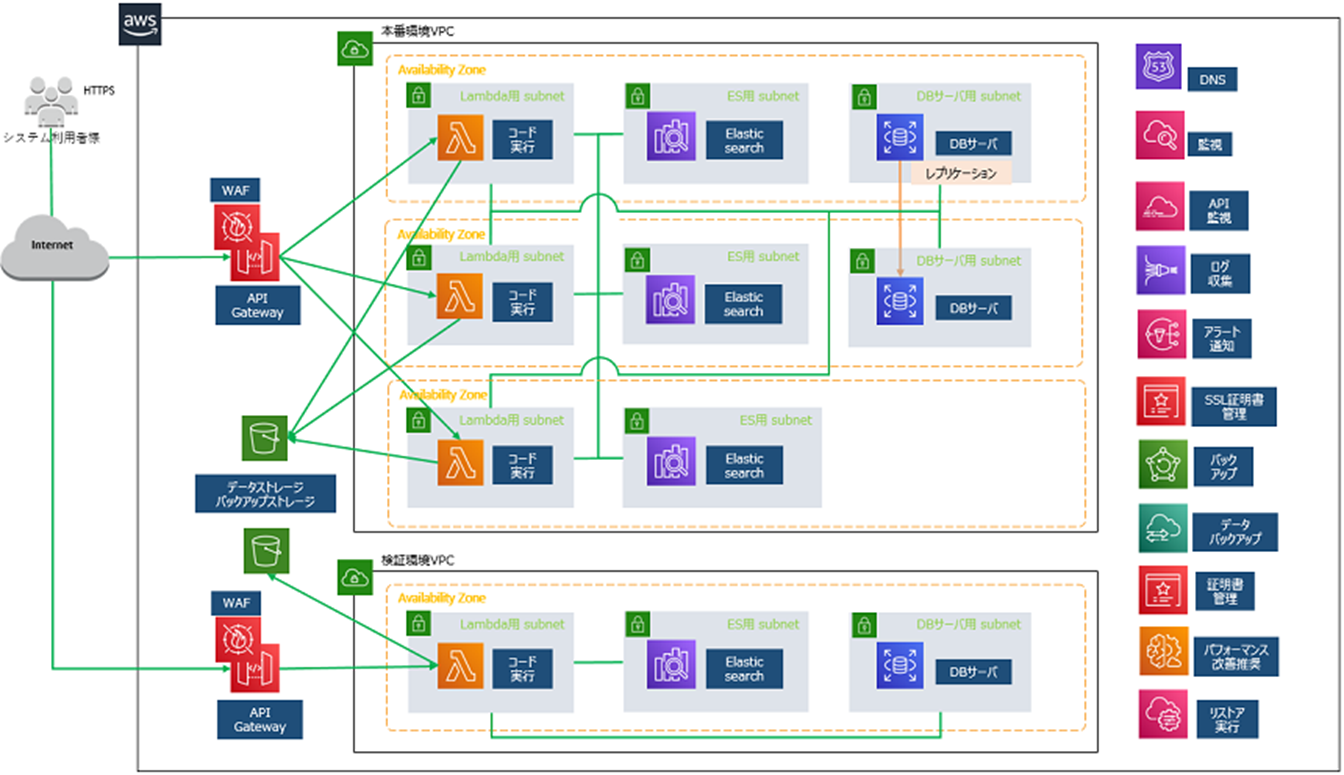 aws
本番環境VPC
HTTPS
システム利用者様
Internet
WAF
API
Gateway
データストレージ
バックアップストレージ
Availability Zone
Lambda用 subnet
コード
実行
ES用 subnet
Elastic
search
DBサーバ用 subnet
DBサーバ
レプリケーション
Availability Zone
Lambda用 subnet
コード
実行
ES用 subnet
Elastic
search
DBサーバ用 subnet
DBサーバ
Availability Zone
Lambda用 subnet
コード
実行
ES用 subnet
Elastic
search
検証環境VPC
WAF
API
Gateway
Availability Zone
Lambda用 subnet
コード
実行
ES用 subnet
Elastic
search
DBサーバ用 subnet
DBサーバ
53
DNS
監視
API
監視
ログ
収集
アラート
通知
SSL証明書
管理
バック
アップ
データ
バックアップ
証明書
管理
パフォーマンス
改善推奨
リストア
実行